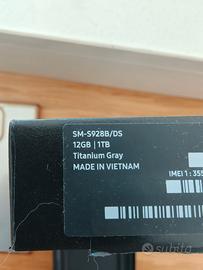 SM-S928B/DS
12GB | 1TB
Titanium Gray
MADE IN VIETNAM
IMEI 1 : 355
subito